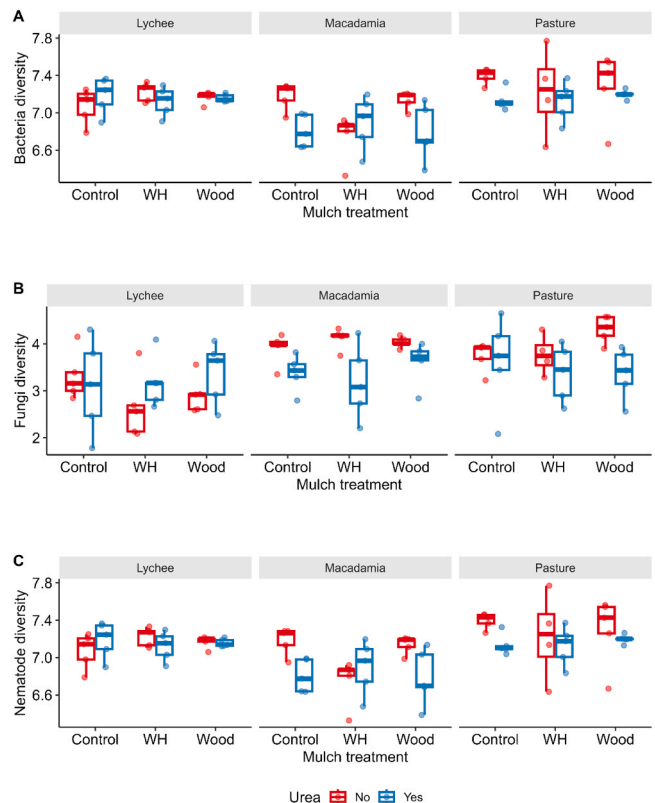 A
Lychee Macadamia Pasture
7.8
7.4
7.0
6.6
Bacteria diversity
Control WH Wood Control WH Wood Control WH Wood
Mulch treatment
B
Lychee Macadamia Pasture
4
3
2
Fungi diversity
Control WH Wood Control WH Wood Control WH Wood
Mulch treatment
C
Lychee Macadamia Pasture
7.8
7.4
7.0
6.6
Nematode diversity
Control WH Wood Control WH Wood Control WH Wood
Mulch treatment
Urea No Yes